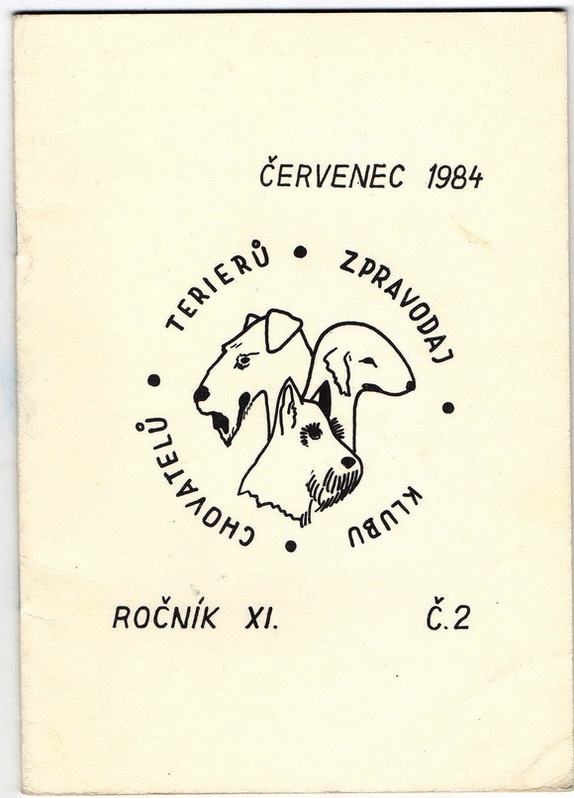 ČERVENEC 1984
ZPRAVODAJ • KLUBU • CHOVATELŮ • TERIERŮ •
ROČNÍK XI.
Č.2